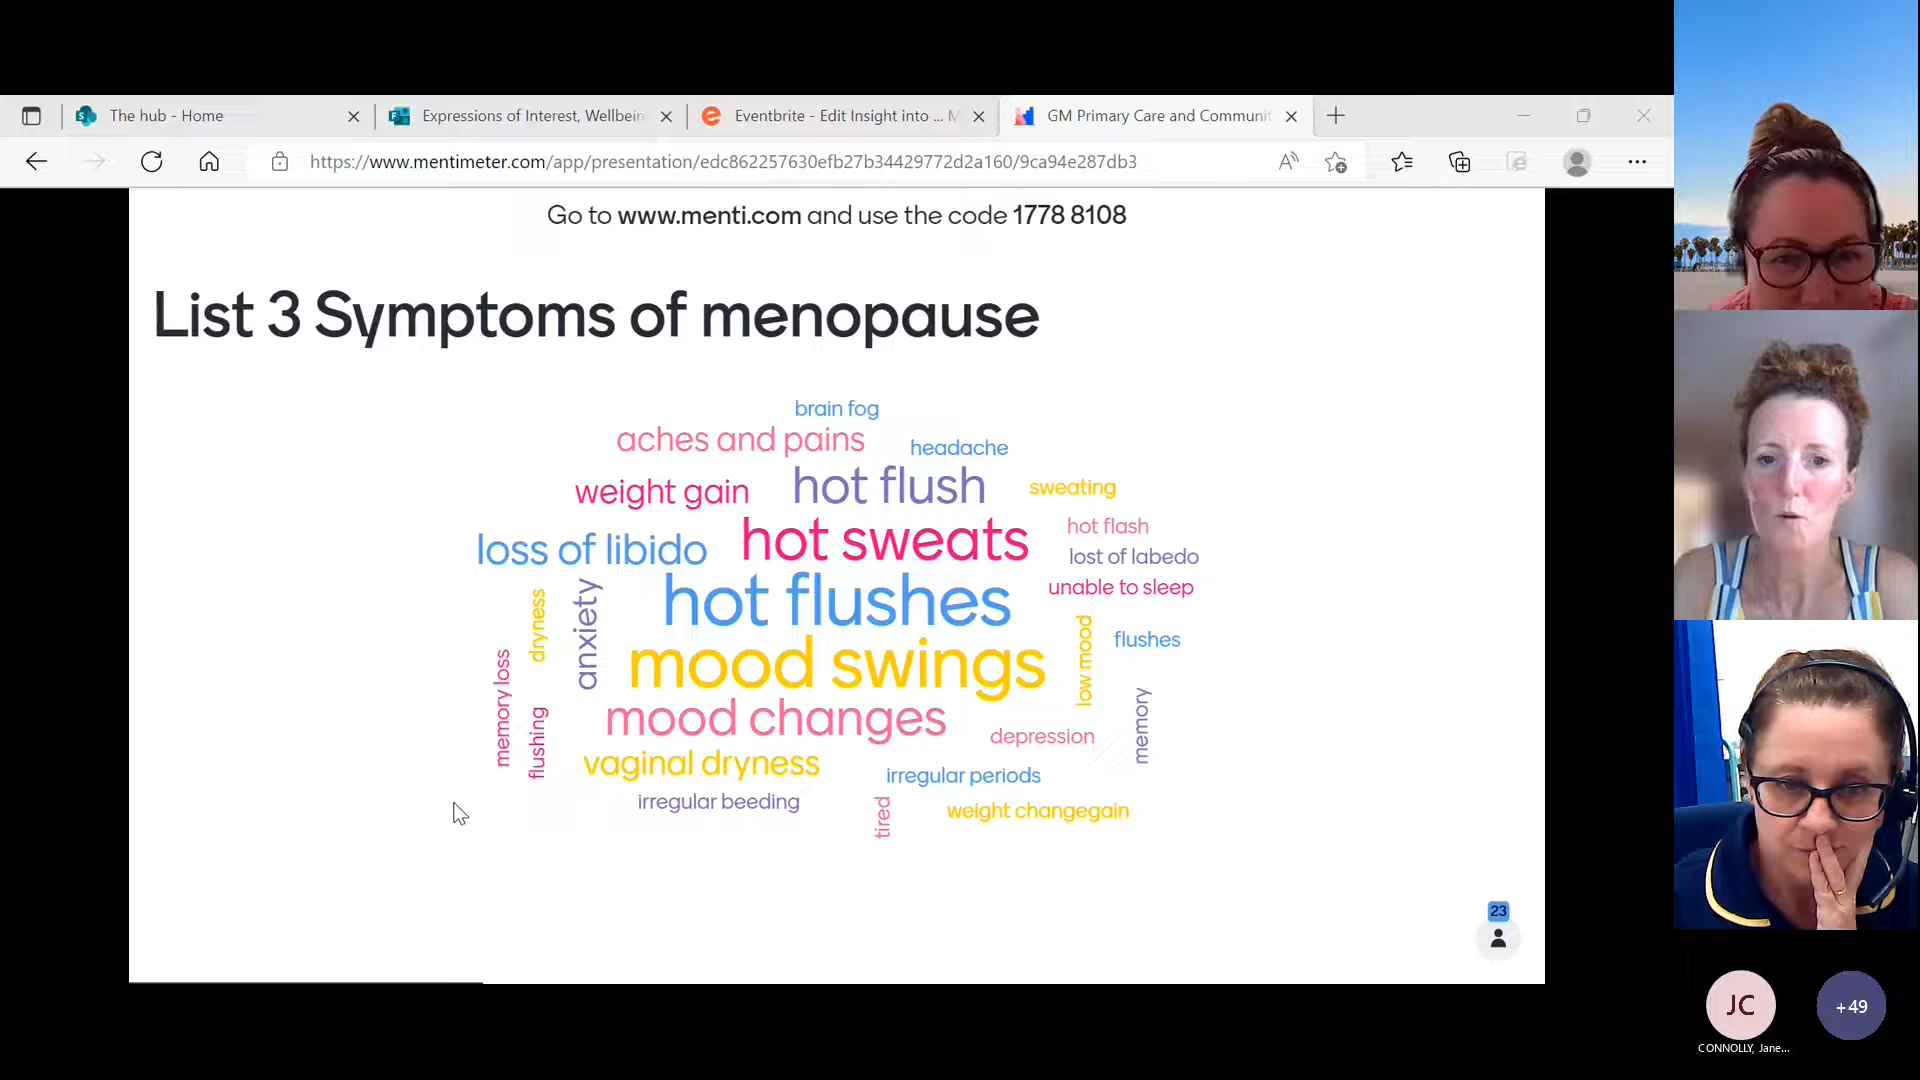 The hub - Home
Expressions of Interest, Wellbein
Eventbrite - Edit Insight into ... M
GM Primary Care and Communit
https://www.mentimeter.com/app/presentation/edc862257630efb27b34429772d2a160/9ca94e287db3
Go to www.menti.com and use the code 1778 8108
List 3 Symptoms of menopause
brain fog
aches and pains
headache
weight gain
hot flush
sweating
hot sweats
hot flash
loss of libido
lost of labedo
hot flushes
unable to sleep
dryness
anxiety
mood swings
low mood
flushes
memory loss
flushing
mood changes
depression
memory
vaginal dryness
irregular periods
irregular beeding
tired
weight changegain
23
JC
+49
CONNOLLY, Jane...